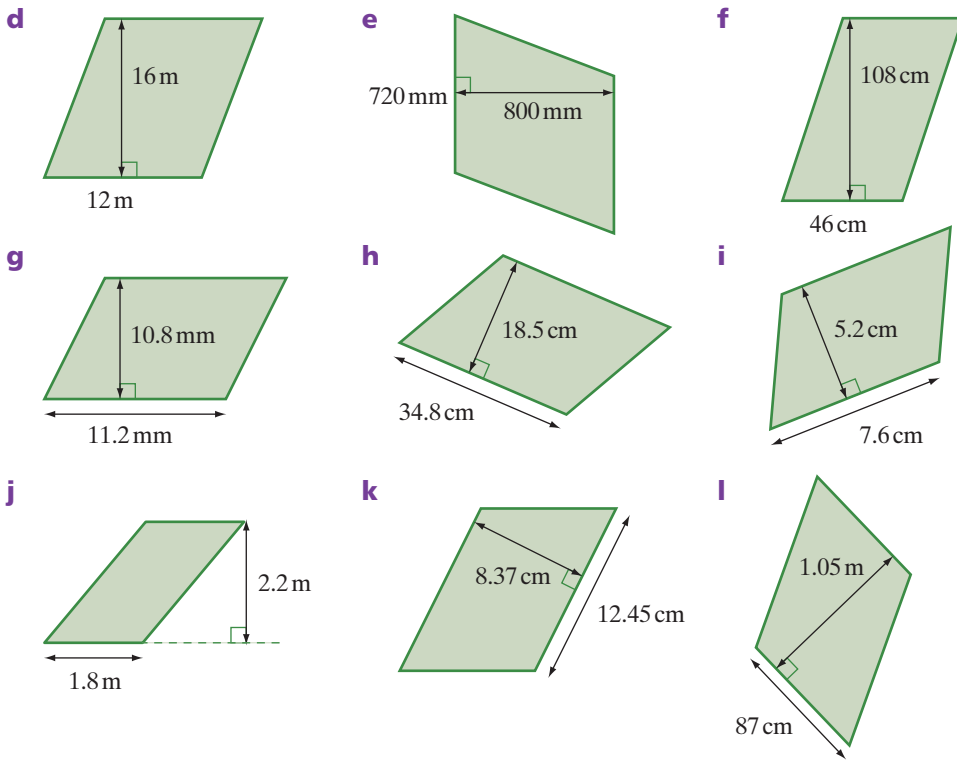 d
16 m
12 m
e
720 mm
800 mm
f
108 cm
46 cm
g
10.8 mm
11.2 mm
h
18.5 cm
34.8 cm
i
5.2 cm
7.6 cm
j
2.2 m
1.8 m
k
8.37 cm
12.45 cm
l
1.05 m
87 cm